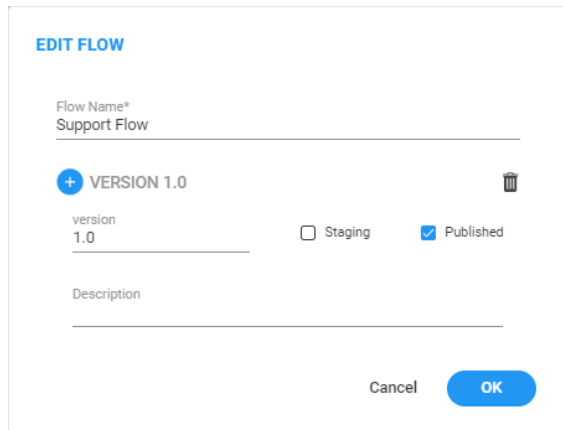 EDIT FLOW
Flow Name*
Support Flow
VERSION 1.0
version
1.0
Staging
Published
Description
Cancel
OK